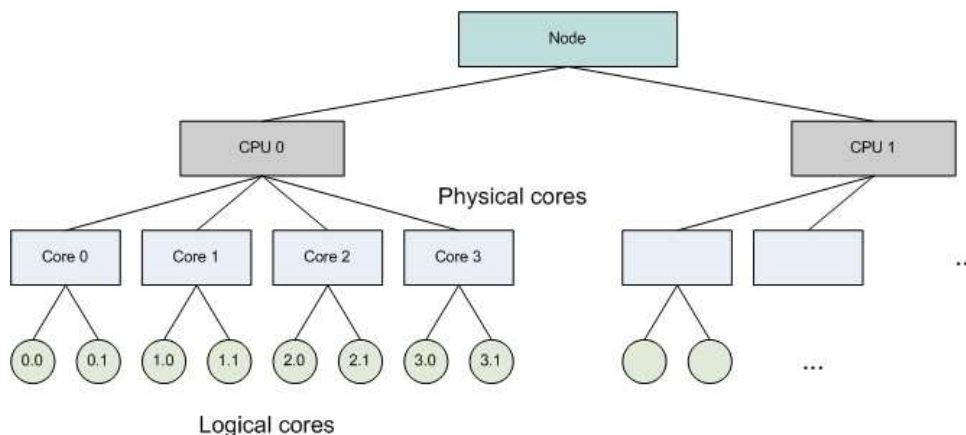 Node
CPU 0
CPU 1
Physical cores
Core 0
Core 1
Core 2
Core 3
..
0.0
0.1
1.0
1.1
2.0
2.1
3.0
3.1
...
Logical cores